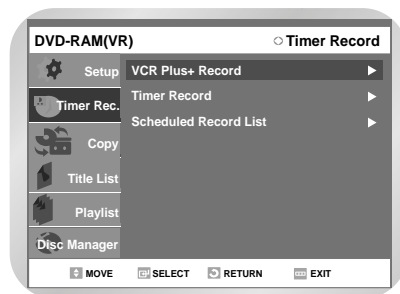 DVD-RAM(VR) Timer Record
Setup
Timer Rec.
Copy
Title List
Playlist
Disc Manager
VCR Plus+ Record
Timer Record
Scheduled Record List
MOVE SELECT RETURN EXIT